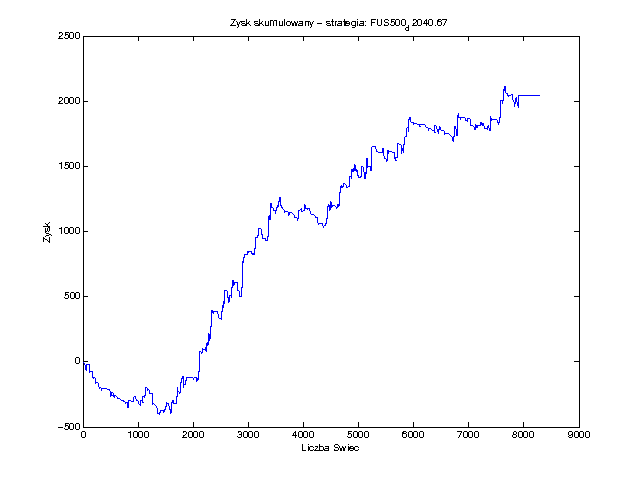 Zysk skumulowany – strategia: FUS500d 2040.67
2500
2000
1500
1000
500
0
−500
Zysk
0 1000 2000 3000 4000 5000 6000 7000 8000 9000
Liczba Swiec